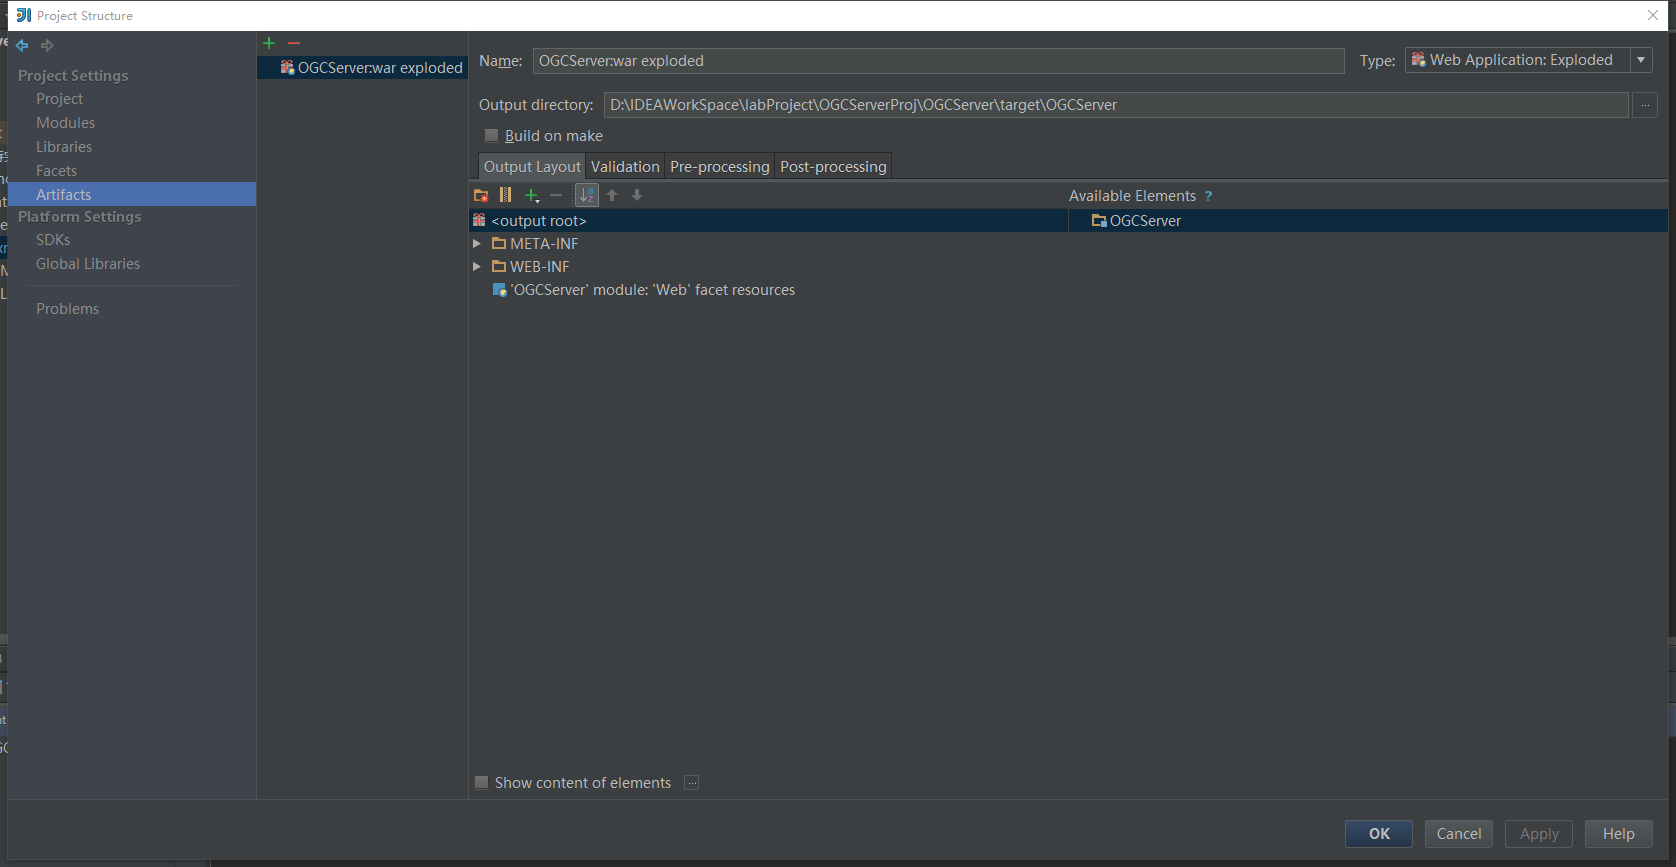 Project Structure
Project Settings
Project
Modules
Libraries
Facets
Artifacts
Platform Settings
SDKs
Global Libraries
Problems
OGCServer:war exploded
Name: OGCServer:war exploded Type: Web Application: Exploded
Output directory: D:\IDEAWorkSpace\labProject\OGCServerProj\OGCServer\target\OGCServer ...
Build on make
Output Layout Validation Pre-processing Post-processing
Available Elements ?
<output root> OGCServer
META-INF
WEB-INF
'OGCServer' module: 'Web' facet resources
Show content of elements ...
OK Cancel Apply Help